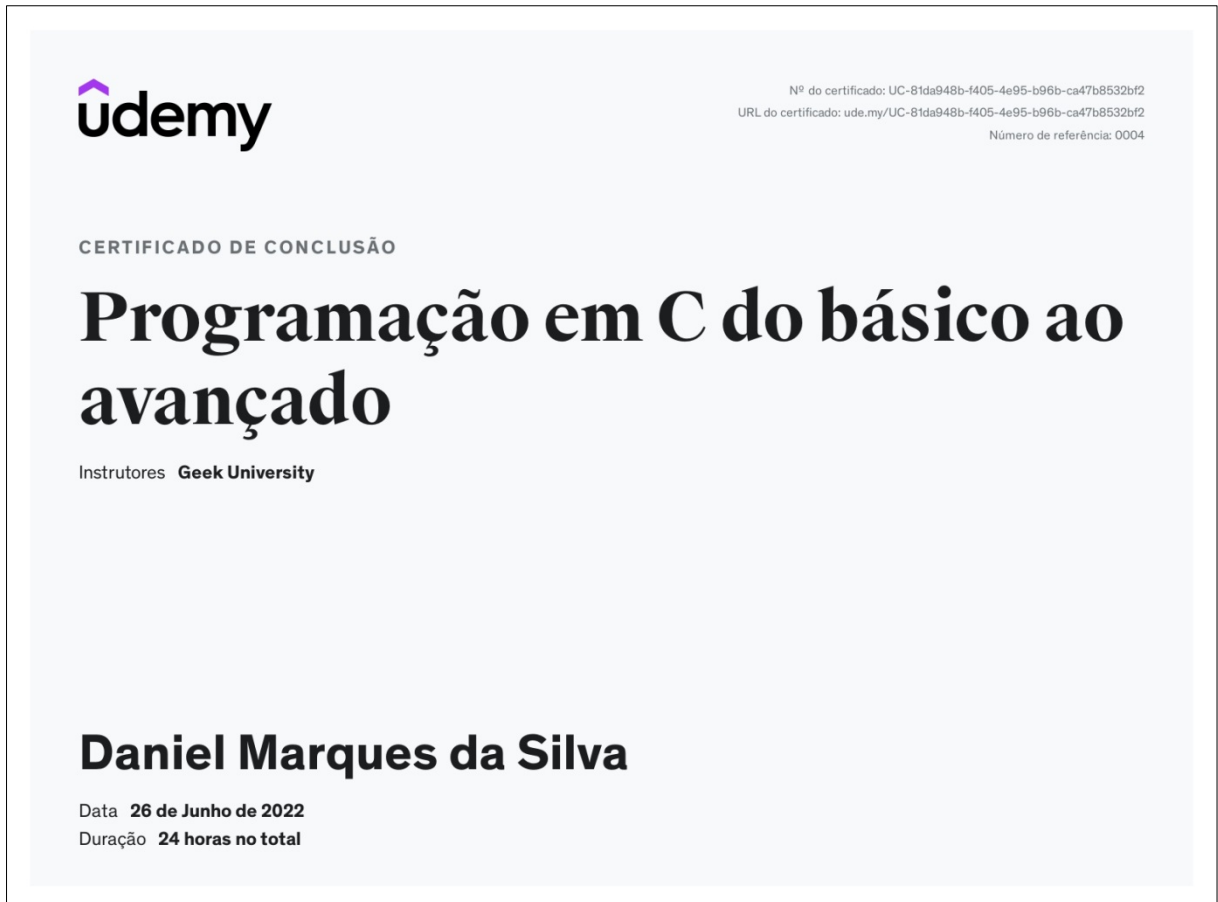 udemy
Nº do certificado: UC-81da948b-f405-4e95-b96b-ca47b8532bf2
URL do certificado: ude.my/UC-81da948b-f405-4e95-b96b-ca47b8532bf2
Número de referência: 0004
CERTIFICADO DE CONCLUSÃO
Programação em C do básico ao
avançado
Instrutores Geek University
Daniel Marques da Silva
Data 26 de Junho de 2022
Duração 24 horas no total